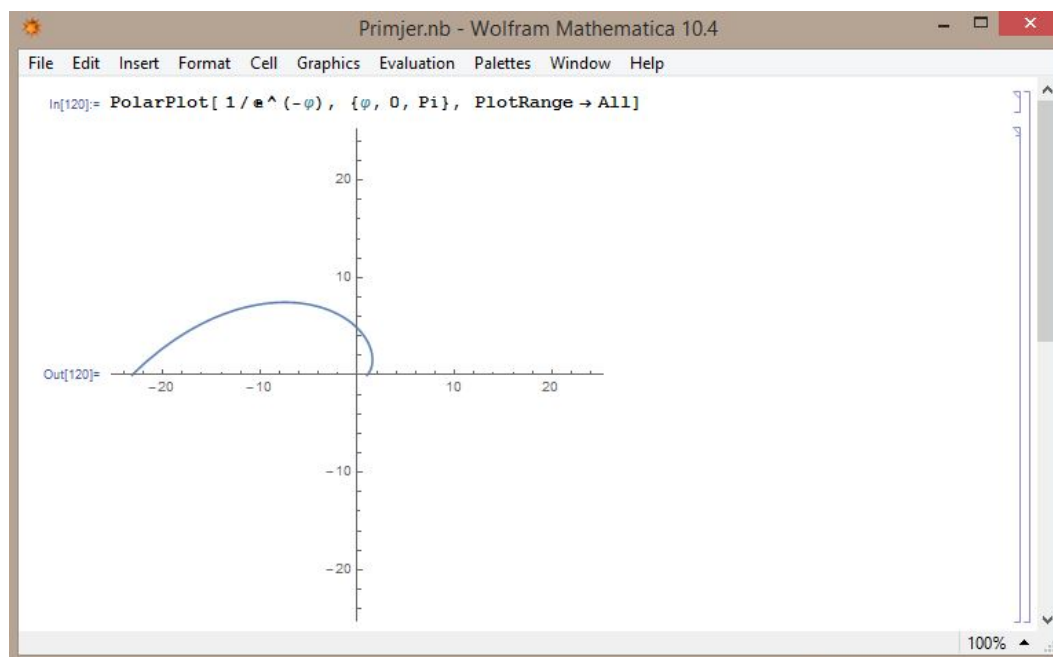 Primjer.nb - Wolfram Mathematica 10.4
File Edit Insert Format Cell Graphics Evaluation Palettes Window Help
In[120]:= PolarPlot[ 1/ⅇ^(-φ), {φ, 0, Pi}, PlotRange → All]
20
10
Out[120]=
-20 -10 10 20
-10
-20
100%